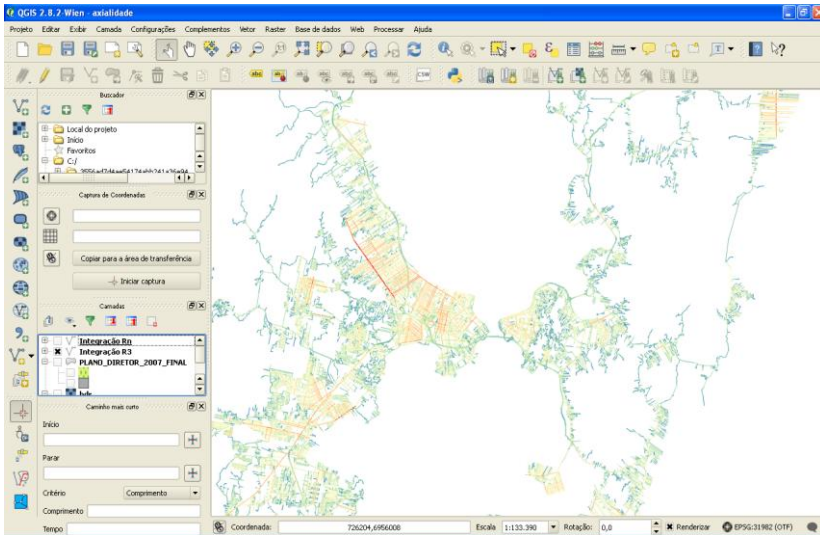 QGIS 2.8.2-Wien - axialidade
Projeto Editar Exibir Camada Configurações Complementos Vetor Raster Base de dados Web Processar Ajuda
Buscador
Local do projeto
Início
Favoritos
C:/
Captura de Coordenadas
Copiar para a área de transferência
Iniciar captura
Camadas
Integração Rn
Integração R3
PLANO_DIRETOR_2007_FINAL
Caminho mais curto
Início
Parar
Critério Comprimento
Comprimento
Tempo
Coordenada: 726204,6956008 Escala 1:133.390 Rotação: 0,0 Renderizar EPSG:31982 (OTF)